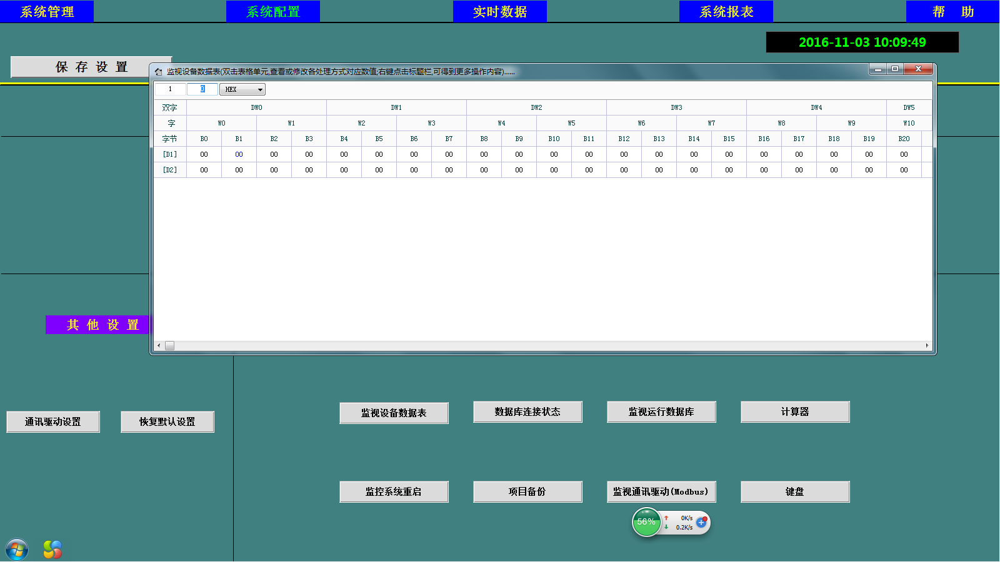 系统管理 系统配置 实时数据 系统报表 帮 助
2016-11-03 10:09:49
保 存 设 置
监视设备数据表(双击表格单元,查看或修改各处理方式对应数值;右键点击标题栏,可得到更多操作内容)......
1 0 HEX
双字 DW0 DW1 DW2 DW3 DW4 DW5
字 W0 W1 W2 W3 W4 W5 W6 W7 W8 W9 W10
字节 B0 B1 B2 B3 B4 B5 B6 B7 B8 B9 B10 B11 B12 B13 B14 B15 B16 B17 B18 B19 B20
[D1] 00 00 00 00 00 00 00 00 00 00 00 00 00 00 00 00 00 00 00 00 00
[D2] 00 00 00 00 00 00 00 00 00 00 00 00 00 00 00 00 00 00 00 00 00
其 他 设 置
通讯驱动设置 恢复默认设置 监视设备数据表 数据库连接状态 监视运行数据库 计算器
监控系统重启 项目备份 监视通讯驱动(Modbus) 键盘
56% 0K/s
0.2K/s